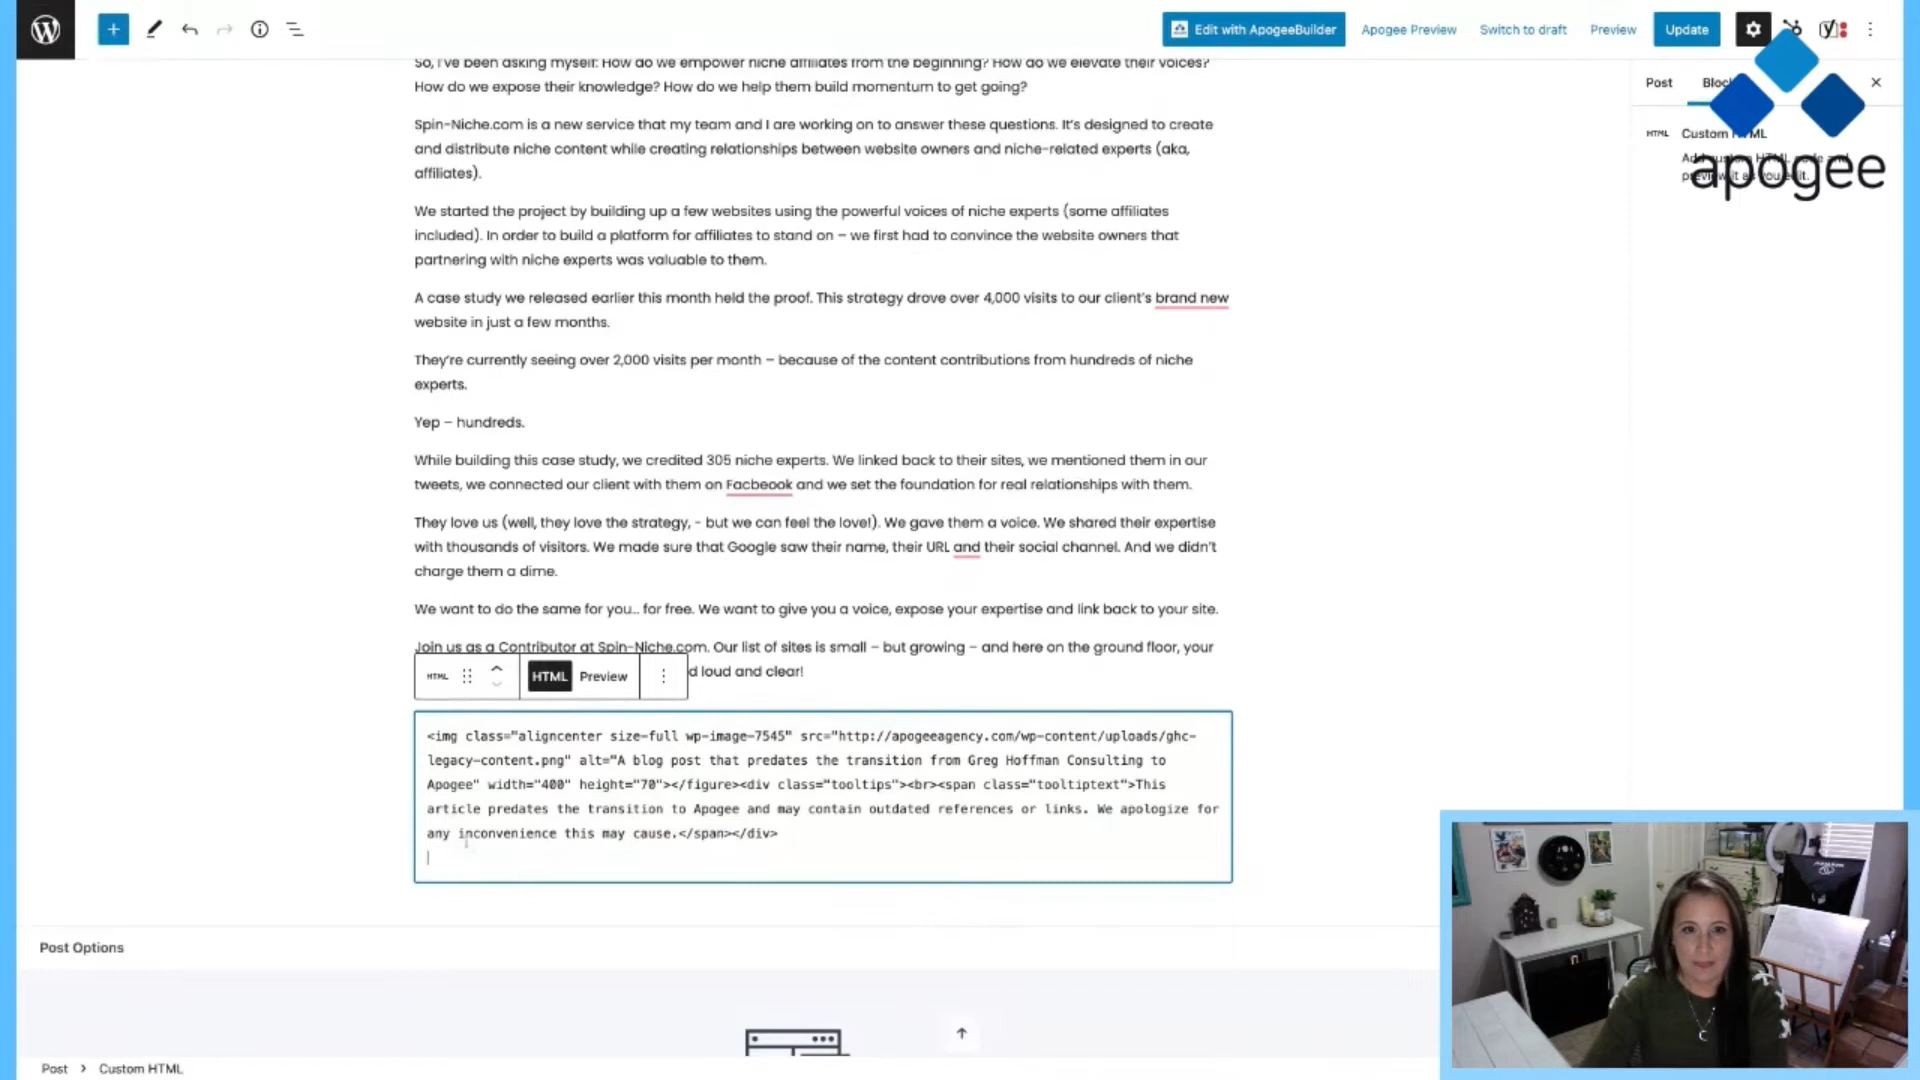 Edit with ApogeeBuilder
Apogee Preview
Switch to draft
Preview
Update
So, I've been asking myself: How do we empower niche affiliates from the beginning? How do we elevate their voices?
How do we expose their knowledge? How do we help them build momentum to get going?
Spin-Niche.com is a new service that my team and I are working on to answer these questions. It's designed to create
and distribute niche content while creating relationships between website owners and niche-related experts (aka,
affiliates).
We started the project by building up a few websites using the powerful voices of niche experts (some affiliates
included). In order to build a platform for affiliates to stand on – we first had to convince the website owners that
partnering with niche experts was valuable to them.
A case study we released earlier this month held the proof. This strategy drove over 4,000 visits to our client's brand new
website in just a few months.
They're currently seeing over 2,000 visits per month – because of the content contributions from hundreds of niche
experts.
Yep – hundreds.
While building this case study, we credited 305 niche experts. We linked back to their sites, we mentioned them in our
tweets, we connected our client with them on Facbeook and we set the foundation for real relationships with them.
They love us (well, they love the strategy, - but we can feel the love!). We gave them a voice. We shared their expertise
with thousands of visitors. We made sure that Google saw their name, their URL and their social channel. And we didn't
charge them a dime.
We want to do the same for you… for free. We want to give you a voice, expose your expertise and link back to your site.
Join us as a Contributor at Spin-Niche.com. Our list of sites is small – but growing – and here on the ground floor, your
d loud and clear!
HTML
HTML
Preview
<img class="aligncenter size-full wp-image-7545" src="http://apogeeagency.com/wp-content/uploads/ghc-
legacy-content.png" alt="A blog post that predates the transition from Greg Hoffman Consulting to
Apogee" width="400" height="70"></figure><div class="tooltips"><br><span class="tooltiptext">This
article predates the transition to Apogee and may contain outdated references or links. We apologize for
any inconvenience this may cause.</span></div>
Post
Bloc
HTML
Custom HTML
Add custom HTML code and
preview it as you edit.
apogee
Post Options
Post
Custom HTML